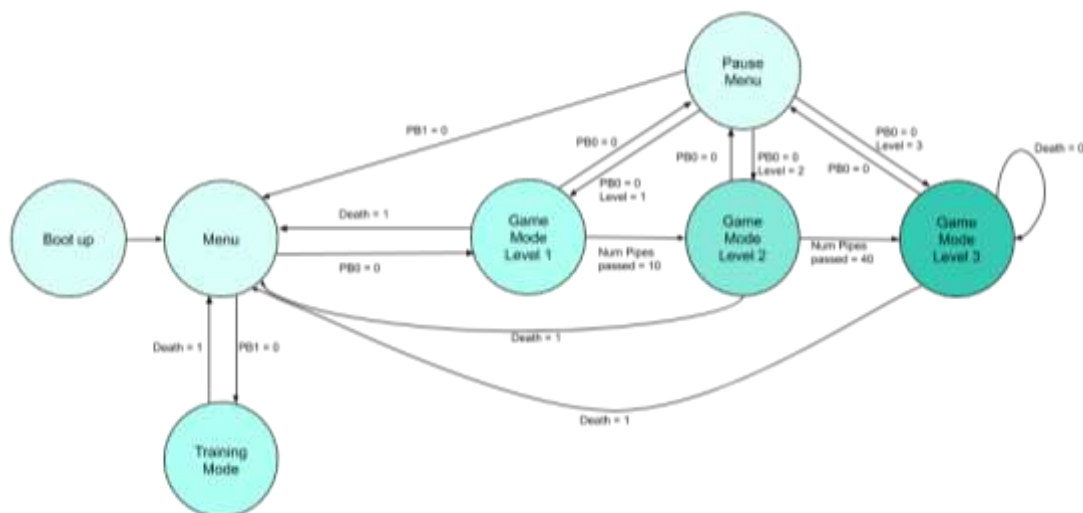 Pause
Menu
PB1 = 0
PB0 = 0
PB0 = 0
Level = 3
Death = 0
PB0 = 0
PB0 = 0
Level = 2
PB0 = 0
PB0 = 0
Level = 1
Boot up
Menu
Death = 1
PB0 = 0
Game
Mode
Level 1
Num Pipes
passed = 10
Game
Mode
Level 2
Num Pipes
passed = 40
Game
Mode
Level 3
Death = 1
Death = 1
PB1 = 0
Death = 1
Training
Mode